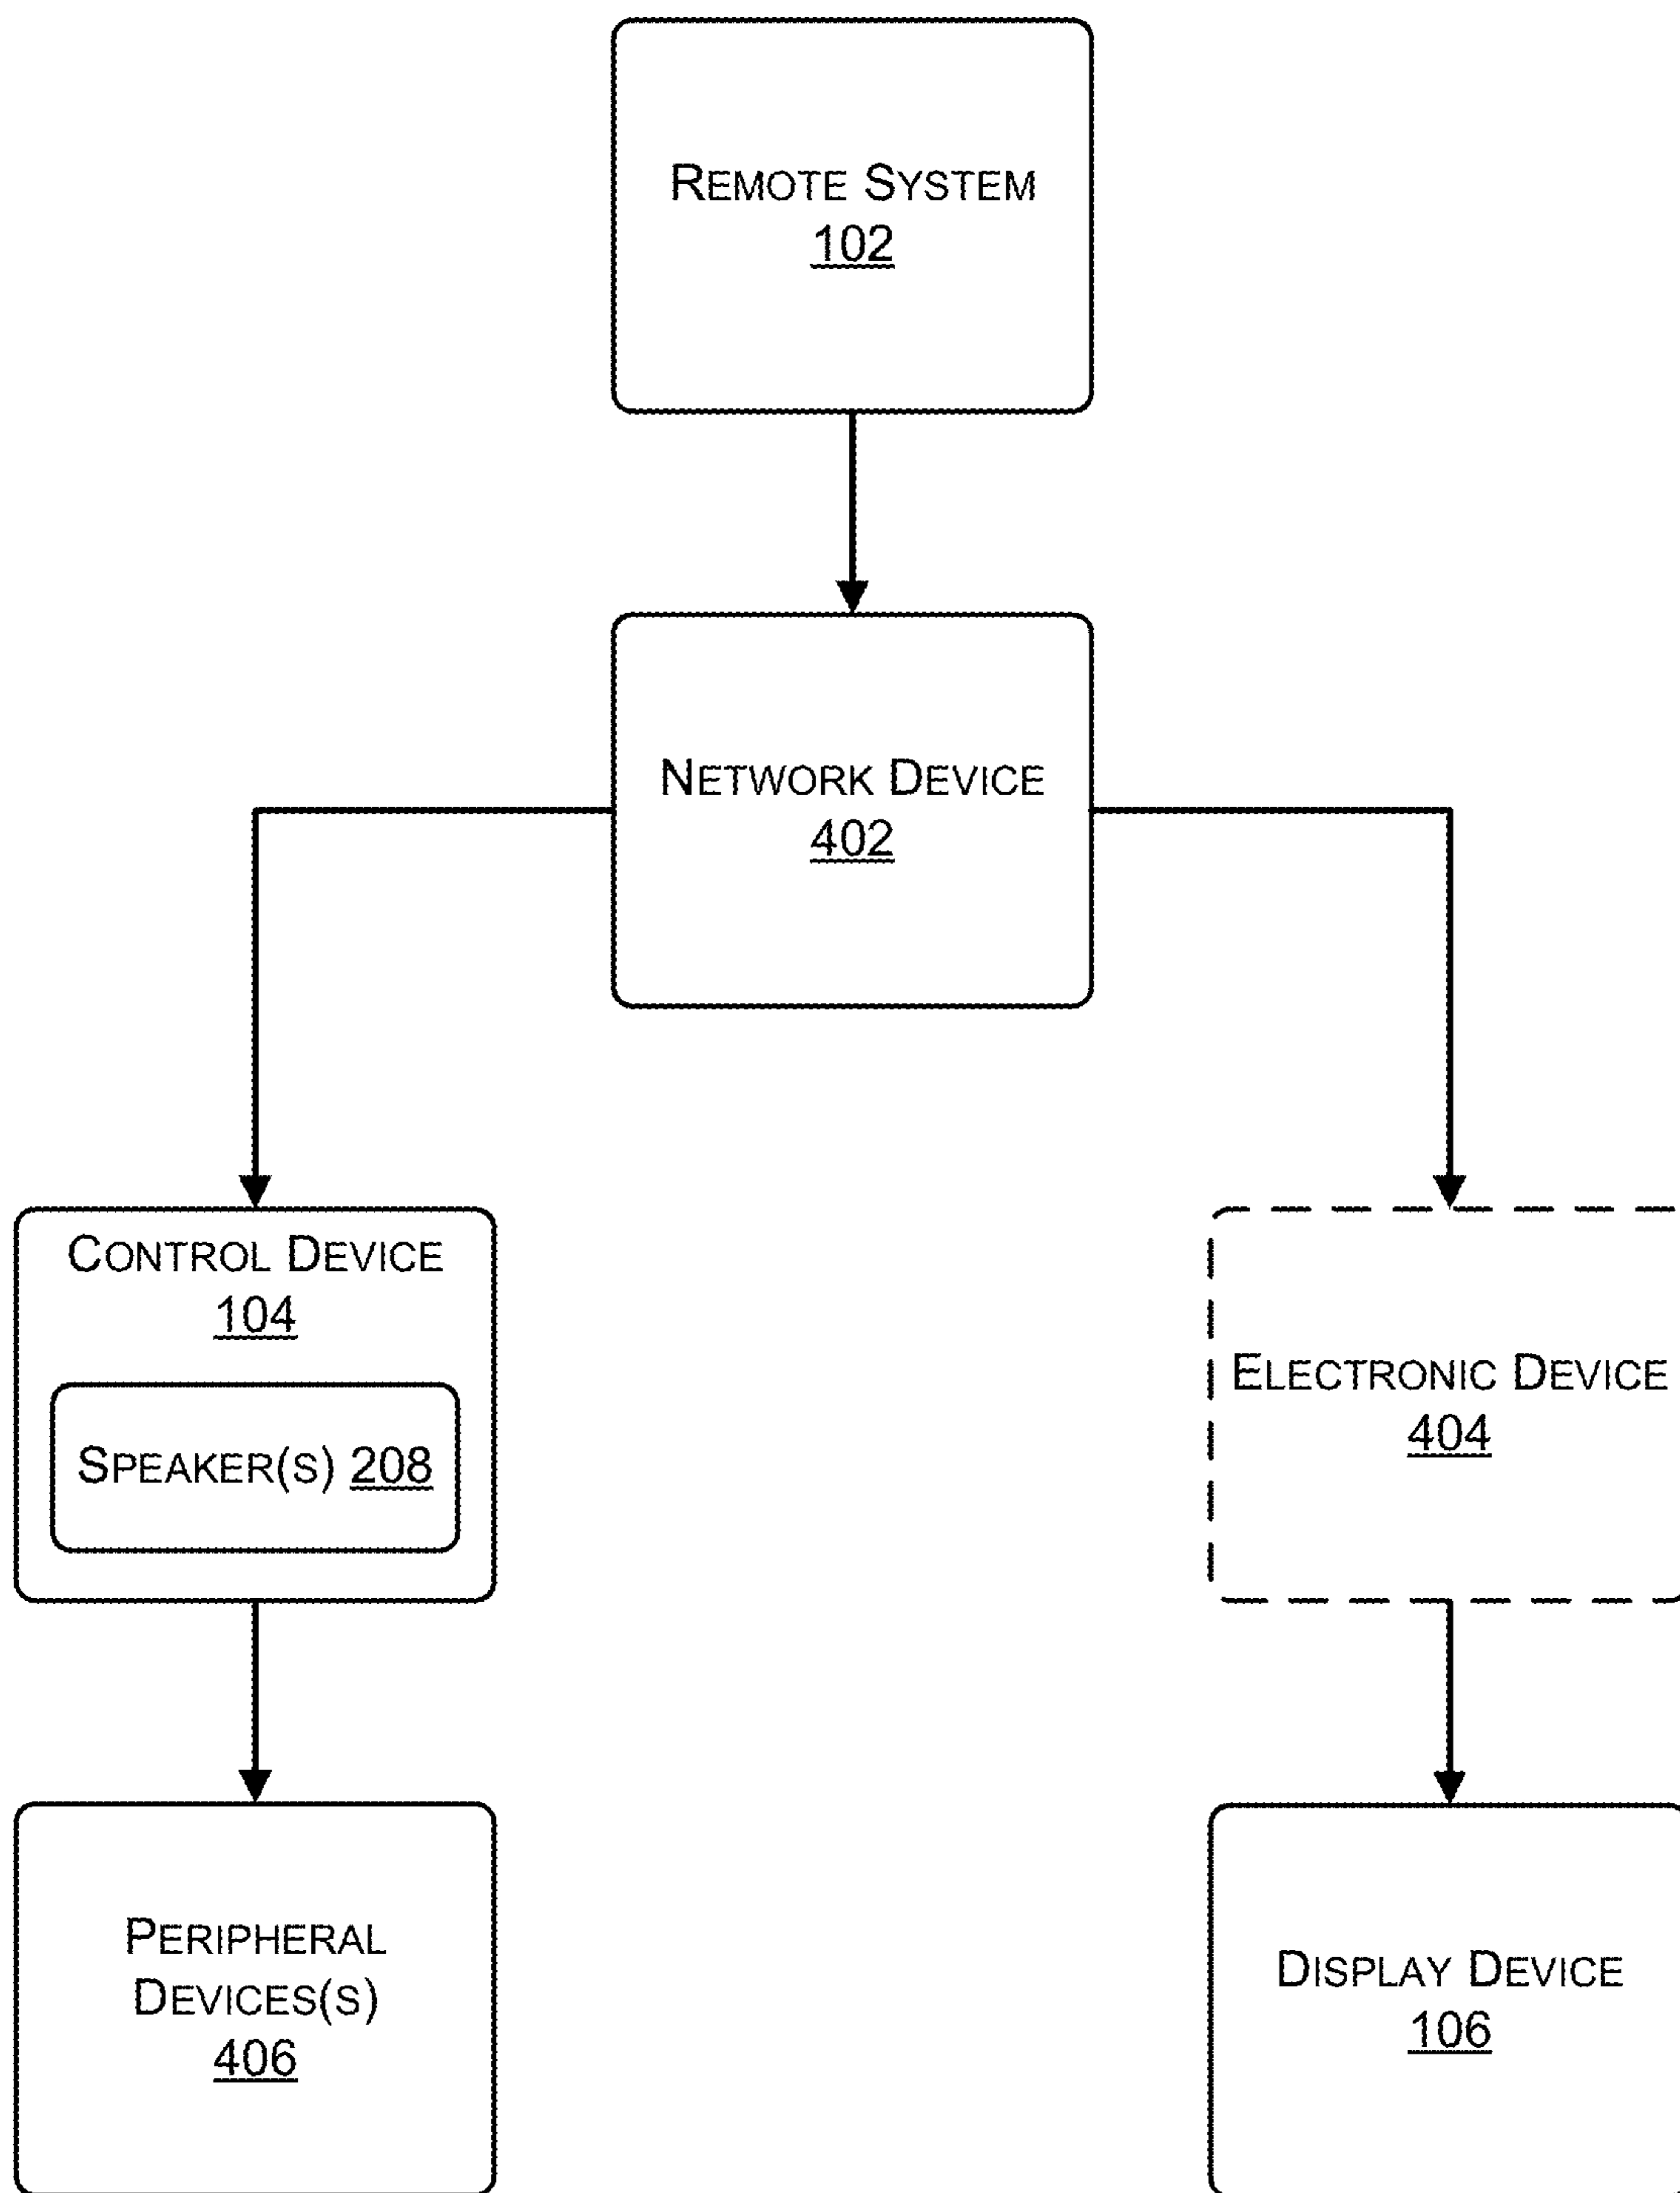 REMOTE SYSTEM
102
NETWORK DEVICE
402
CONTROL DEVICE
104
SPEAKER(S) 208
ELECTRONIC DEVICE
404
PERIPHERAL
DEVICES(S)
406
DISPLAY DEVICE
106